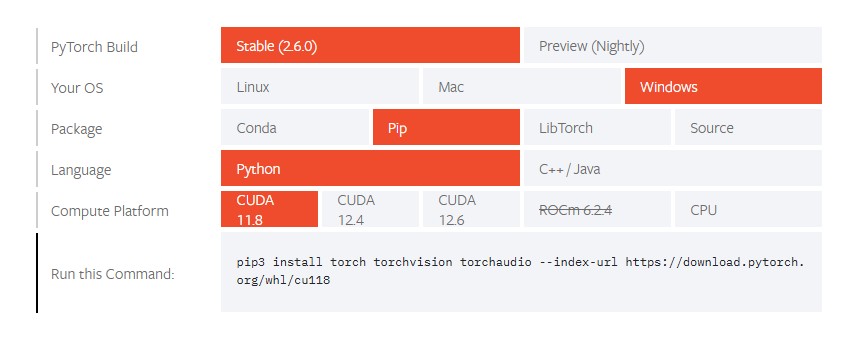 PyTorch Build
Stable (2.6.0)
Preview (Nightly)
Your OS
Linux
Mac
Windows
Package
Conda
Pip
LibTorch
Source
Language
Python
C++ / Java
Compute Platform
CUDA
11.8
CUDA
12.4
CUDA
12.6
ROCm 6.2.4
CPU
Run this Command:
pip3 install torch torchvision torchaudio --index-url https://download.pytorch.
org/whl/cu118